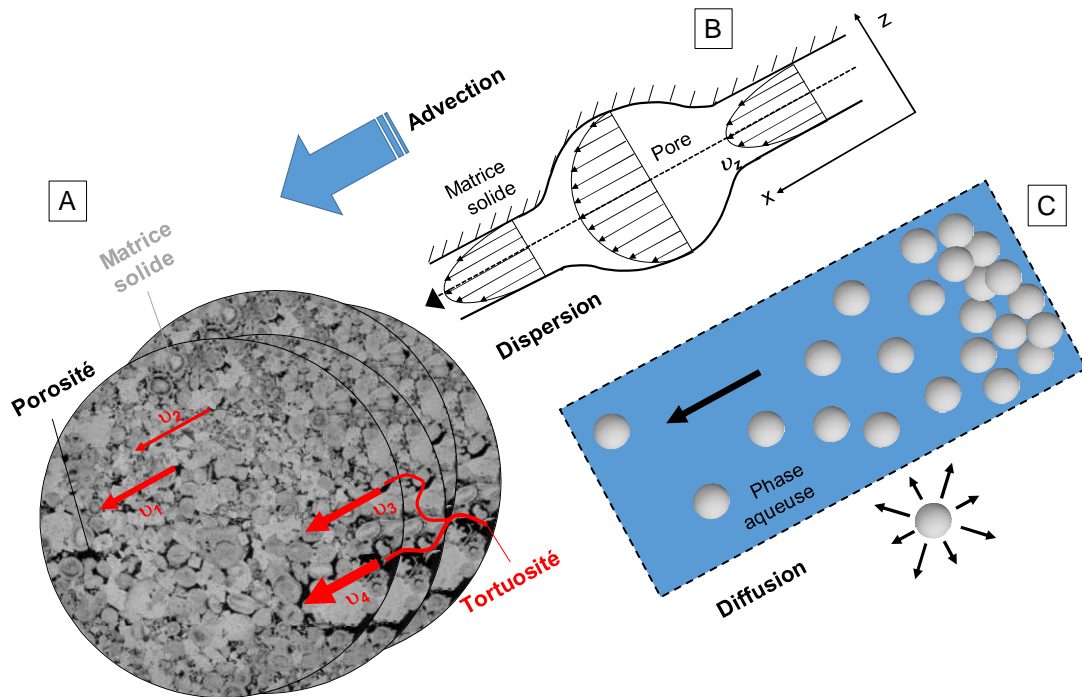 A
Matrice
solide
Porosité
υ2
υ1
υ3
υ4
Tortuosité
Advection
B
z
x
Matrice
solide
Pore
υz
Dispersion
C
Phase
aqueuse
Diffusion